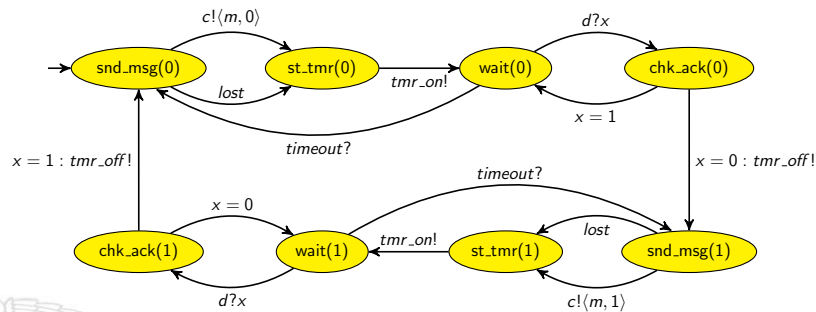 c!⟨m, 0⟩
d?x
snd_msg(0)
st_tmr(0)
wait(0)
chk_ack(0)
lost
tmr_on!
x = 1
timeout?
x = 1 : tmr_off!
x = 0 : tmr_off!
timeout?
x = 0
lost
tmr_on!
chk_ack(1)
wait(1)
st_tmr(1)
snd_msg(1)
d?x
c!⟨m, 1⟩